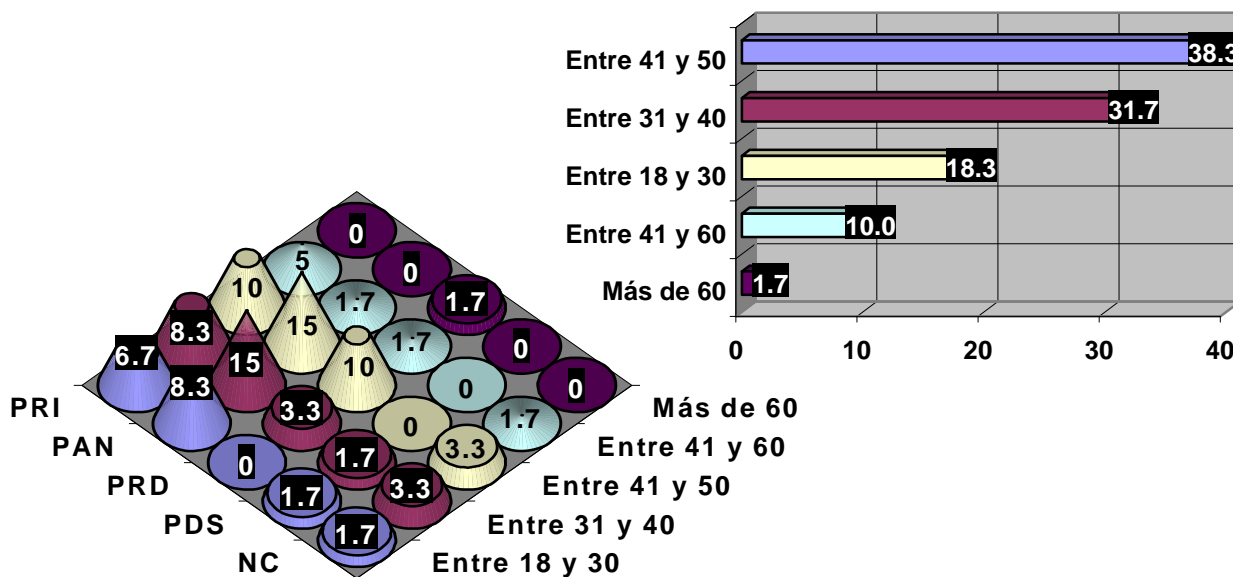 Entre 41 y 50
38.3
Entre 31 y 40
31.7
Entre 18 y 30
18.3
Entre 41 y 60
10.0
Más de 60
1.7
0
10
20
30
40
0
5
0
10
1.7
1.7
8.3
15
1.7
0
6.7
15
10
0
0
8.3
3.3
0
1.7
0
1.7
3.3
1.7
3.3
1.7
PRI
PAN
PRD
PDS
NC
Más de 60
Entre 41 y 60
Entre 41 y 50
Entre 31 y 40
Entre 18 y 30